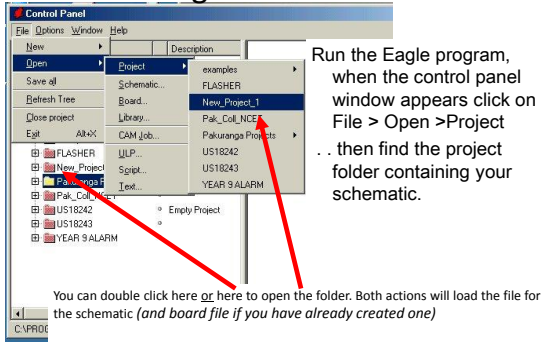 Control Panel
File Options Window Help
New
Description
Open
Project
examples
Save all
Schematic...
FLASHER
Board...
New_Project_1
Refresh Tree
Library...
Pak_Coll_NCET
Close project
CAM Job...
Pakuranga Projects
Exit Alt+X
US18242
ULP...
US18243
Script...
YEAR 9 ALARM
Text...
FLASHER
New_Project
Pakuranga P
Pak_Coll_NCET
US18242
Empty Project
US18243
YEAR 9 ALARM
Run the Eagle program,
when the control panel
window appears click on
File > Open >Project
. . then find the project
folder containing your
schematic.
You can double click here or here to open the folder. Both actions will load the file for
the schematic (and board file if you have already created one)
C:\PROG